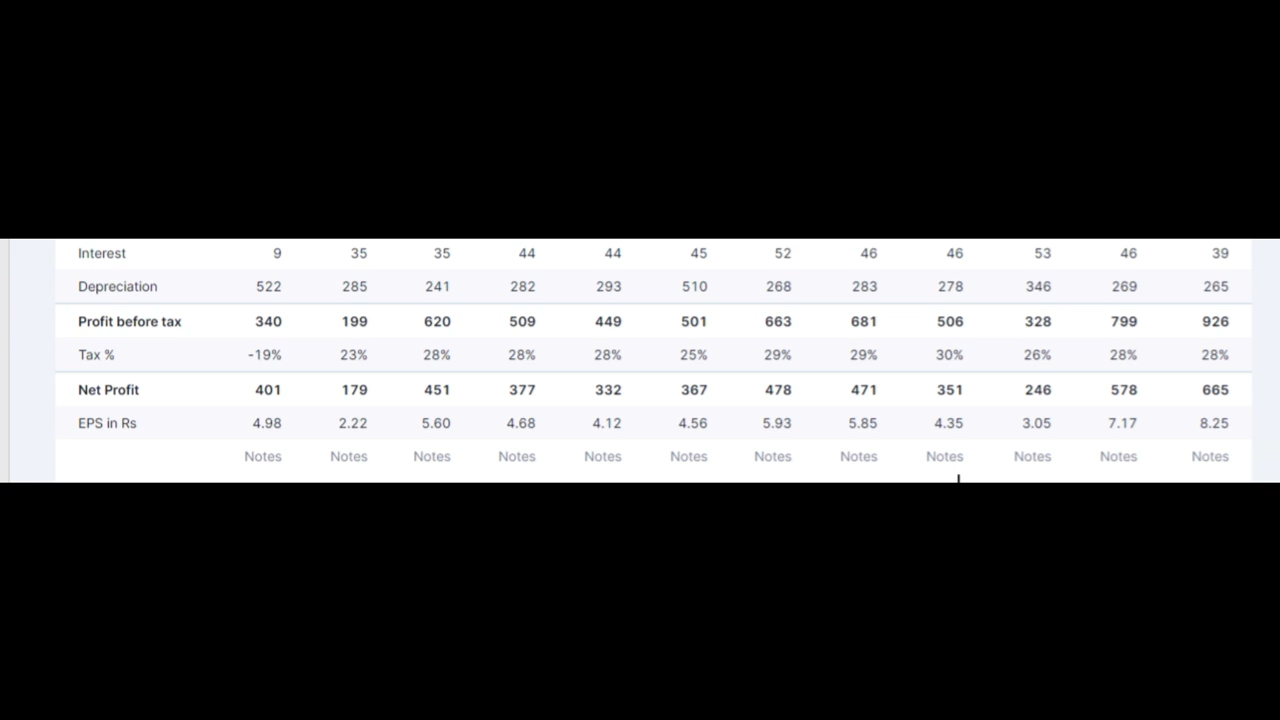 Interest 9 35 35 44 44 45 52 46 46 53 46 39
Depreciation 522 285 241 282 293 510 268 283 278 346 269 265
Profit before tax 340 199 620 509 449 501 663 681 506 328 799 926
Tax % -19% 23% 28% 28% 28% 25% 29% 29% 30% 26% 28% 28%
Net Profit 401 179 451 377 332 367 478 471 351 246 578 665
EPS in Rs 4.98 2.22 5.60 4.68 4.12 4.56 5.93 5.85 4.35 3.05 7.17 8.25
Notes Notes Notes Notes Notes Notes Notes Notes Notes Notes Notes Notes